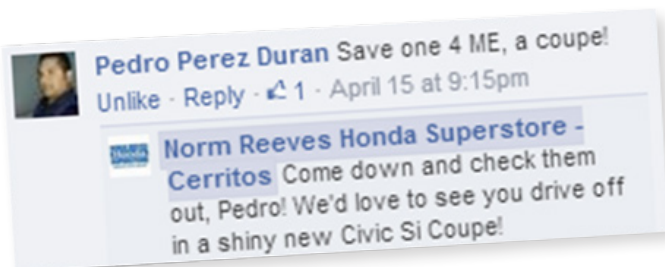 Pedro Perez Duran Save one 4 ME, a coupe!
Unlike · Reply · 1 · April 15 at 9:15pm
Norm Reeves Honda Superstore -
Cerritos Come down and check them
out, Pedro! We'd love to see you drive off
in a shiny new Civic Si Coupe!